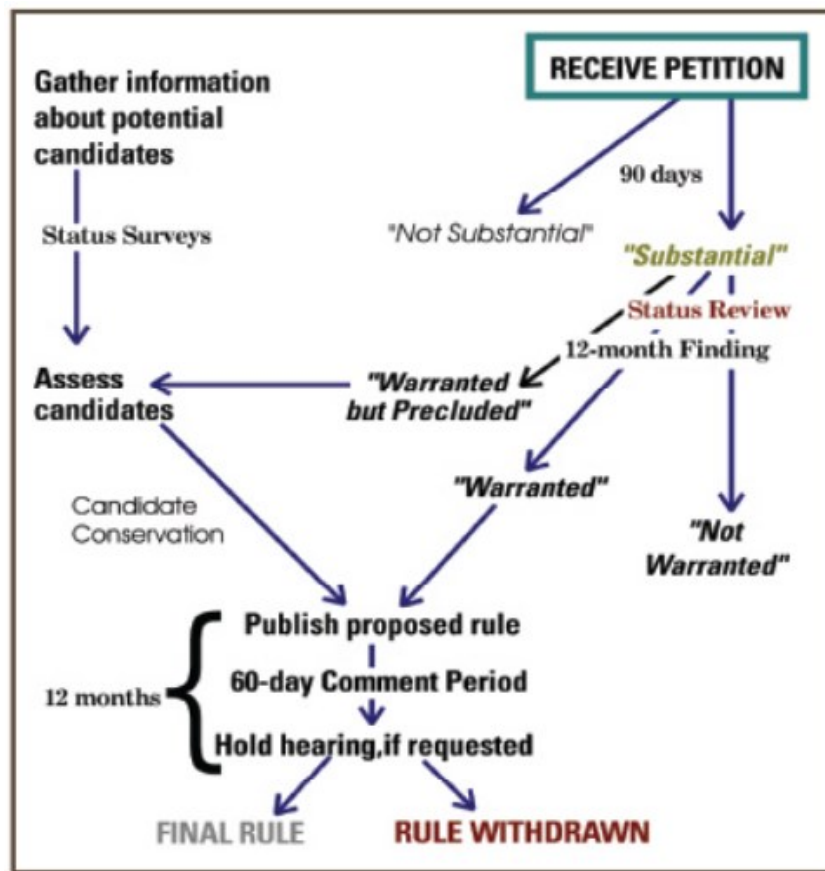 RECEIVE PETITION
Gather information
about potential
candidates
90 days
Status Surveys
"Not Substantial"
"Substantial"
Status Review
12-month Finding
Assess
candidates
"Warranted
but Precluded"
"Warranted"
Candidate
Conservation
"Not
Warranted"
Publish proposed rule
12 months
60-day Comment Period
Hold hearing,if requested
FINAL RULE
RULE WITHDRAWN